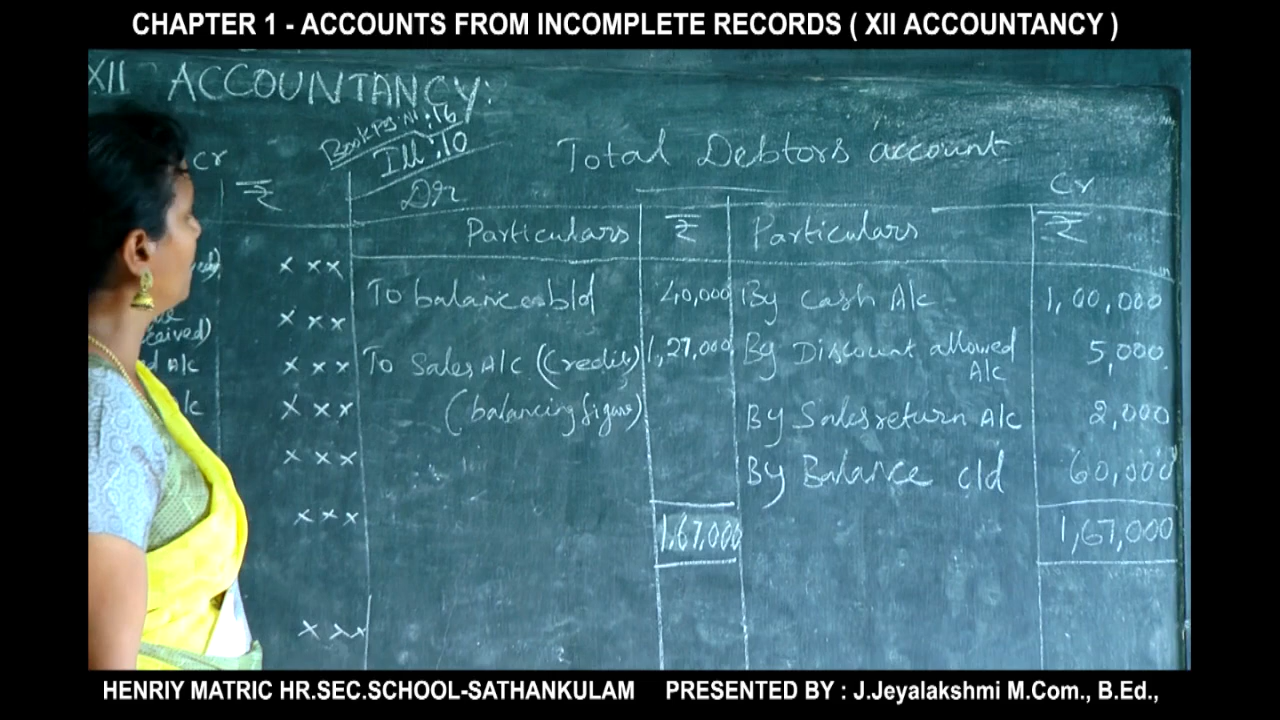 CHAPTER 1 - ACCOUNTS FROM INCOMPLETE RECORDS ( XII ACCOUNTANCY )
XII ACCOUNTANCY:
Book Pg. No:16
Ill:10
Total Debtors account
Cr
₹
Dr
Cr
Particulars ₹ Particulars ₹
x x x
To balance b/d 40,000 By cash A/c 1,00,000
x x x
ceived)
To Sales A/c (Credit) 1,27,000 By Discount allowed 5,000
A/c
x x x
(balancing figure) By Sales return A/c 2,000
x x x
By Balance c/d 60,000
x x x
x x x
1,67,000 1,67,000
x x x
HENRIY MATRIC HR.SEC.SCHOOL-SATHANKULAM PRESENTED BY : J.Jeyalakshmi M.Com., B.Ed.,